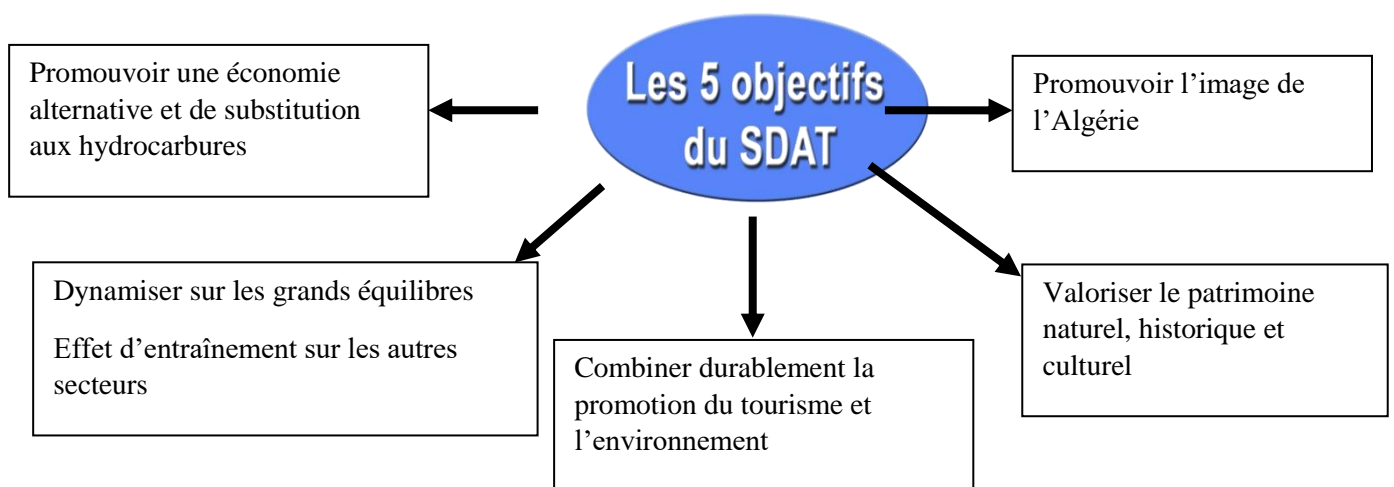 Les 5 objectifs
du SDAT
Promouvoir une économie
alternative et de substitution
aux hydrocarbures
Promouvoir l’image de
l’Algérie
Dynamiser sur les grands équilibres
Effet d’entraînement sur les autres
secteurs
Combiner durablement la
promotion du tourisme et
l’environnement
Valoriser le patrimoine
naturel, historique et
culturel